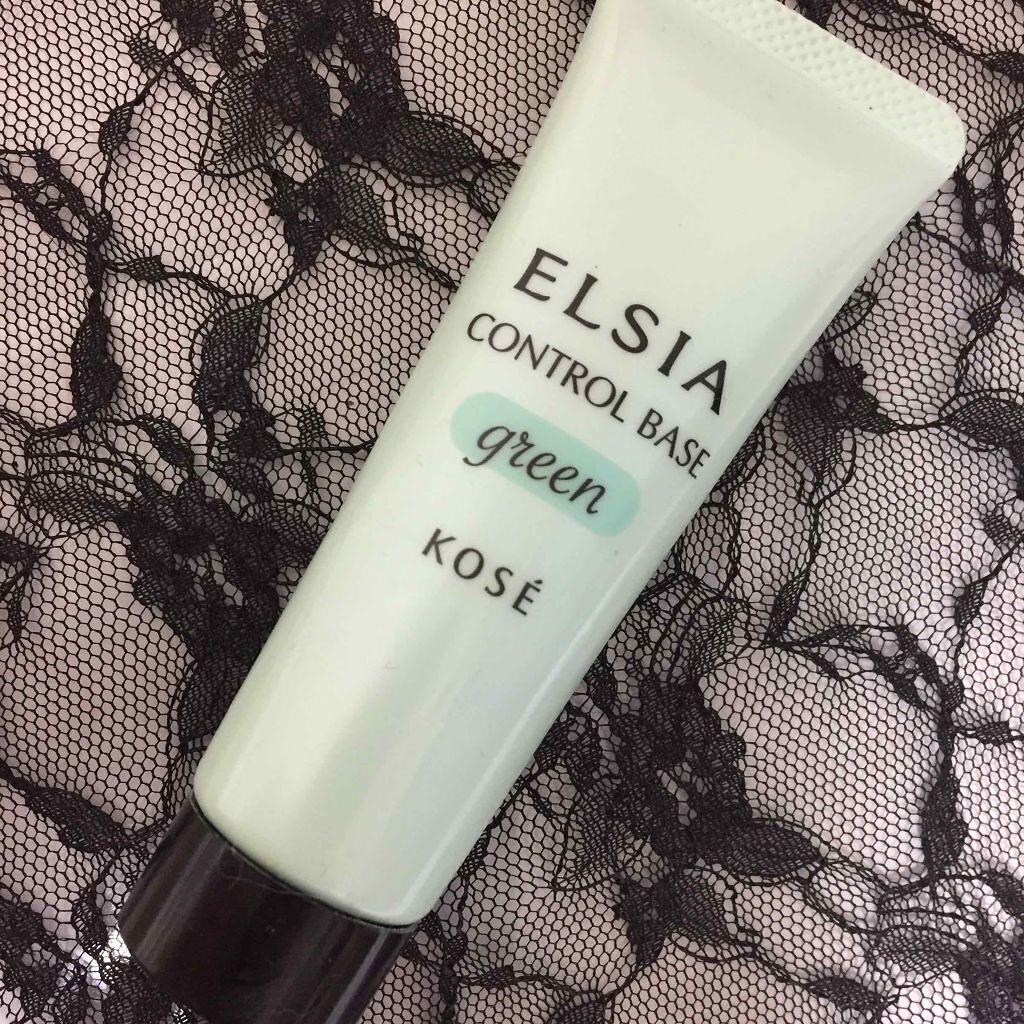 ELSIA
CONTROL BASE
green
KOSÉ